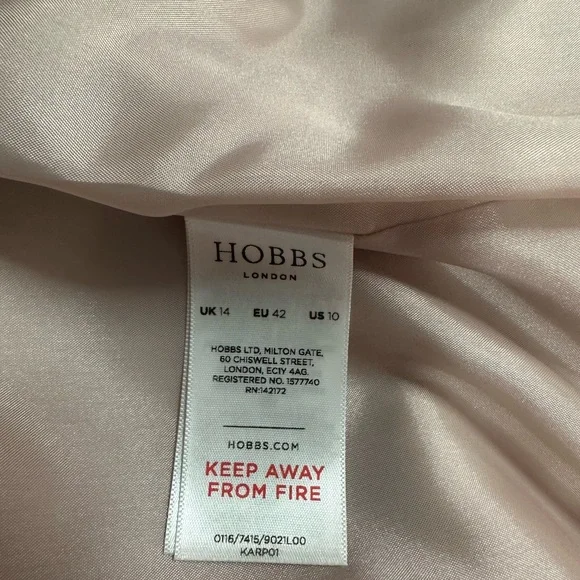 HOBBS
LONDON
UK 14 EU 42 US 10
HOBBS LTD, MILTON GATE,
60 CHISWELL STREET,
LONDON, EC1Y 4AG.
REGISTERED NO. 1577740
RN:142172
HOBBS.COM
KEEP AWAY
FROM FIRE
0116/7415/9021L00
KARP01